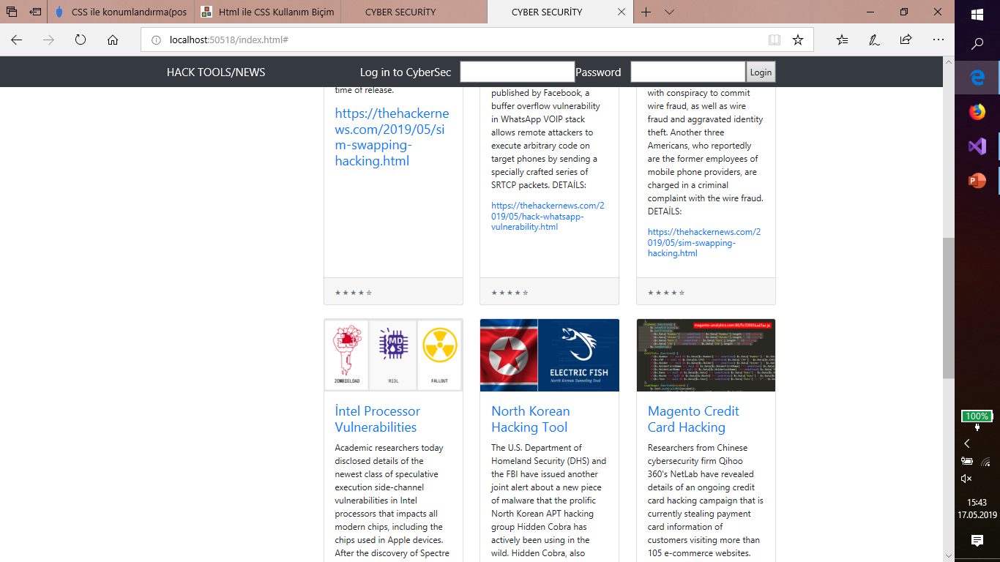 CSS ile konumlandırma(pos
Html ile CSS Kullanım Biçim
CYBER SECURİTY
CYBER SECURİTY
localhost:50518/index.html#
HACK TOOLS/NEWS
Log in to CyberSec
Password
Login
time of release.
https://thehackerne
ws.com/2019/05/si
m-swapping-
hacking.html
★ ★ ★ ★ ☆
published by Facebook, a
buffer overflow vulnerability
in WhatsApp VOIP stack
allows remote attackers to
execute arbitrary code on
target phones by sending a
specially crafted series of
SRTCP packets. DETAİLS:
https://thehackernews.com/2
019/05/hack-whatsapp-
vulnerability.html
★ ★ ★ ★ ☆
with conspiracy to commit
wire fraud, as well as wire
fraud and aggravated identity
theft. Another three
Americans, who reportedly
are the former employees of
mobile phone providers, are
charged in a criminal
complaint with the wire fraud.
DETAİLS:
https://thehackernews.com/2
019/05/sim-swapping-
hacking.html
★ ★ ★ ★ ☆
ZOMBIELOAD
RIDL
FALLOUT
İntel Processor
Vulnerabilities
Academic researchers today
disclosed details of the
newest class of speculative
execution side-channel
vulnerabilities in Intel
processors that impacts all
modern chips, including the
chips used in Apple devices.
After the discovery of Spectre
ELECTRIC FISH
North Korean Tunneling Tool
North Korean
Hacking Tool
The U.S. Department of
Homeland Security (DHS) and
the FBI have issued another
joint alert about a new piece
of malware that the prolific
North Korean APT hacking
group Hidden Cobra has
actively been using in the
wild. Hidden Cobra, also
Magento Credit
Card Hacking
Researchers from Chinese
cybersecurity firm Qihoo
360's NetLab have revealed
details of an ongoing credit
card hacking campaign that is
currently stealing payment
card information of
customers visiting more than
105 e-commerce websites.
100%
15:43
17.05.2019